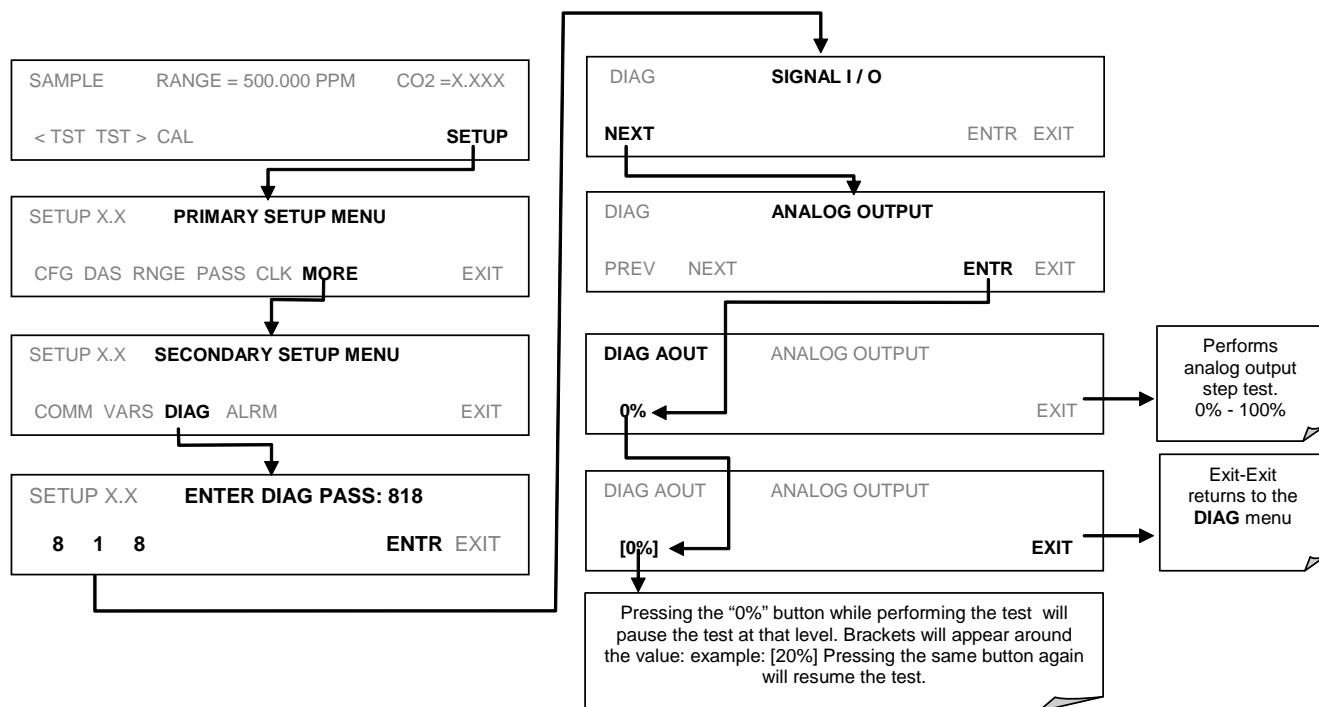 SAMPLE RANGE = 500.000 PPM CO2 =X.XXX
< TST TST > CAL SETUP
SETUP X.X PRIMARY SETUP MENU
CFG DAS RNGE PASS CLK MORE EXIT
SETUP X.X SECONDARY SETUP MENU
COMM VARS DIAG ALRM EXIT
SETUP X.X ENTER DIAG PASS: 818
8 1 8 ENTR EXIT
DIAG SIGNAL I / O
NEXT ENTR EXIT
DIAG ANALOG OUTPUT
PREV NEXT ENTR EXIT
DIAG AOUT ANALOG OUTPUT
0% EXIT
Performs
analog output
step test.
0% - 100%
DIAG AOUT ANALOG OUTPUT
[0%] EXIT
Exit-Exit
returns to the
DIAG menu
Pressing the “0%” button while performing the test will
pause the test at that level. Brackets will appear around
the value: example: [20%] Pressing the same button again
will resume the test.